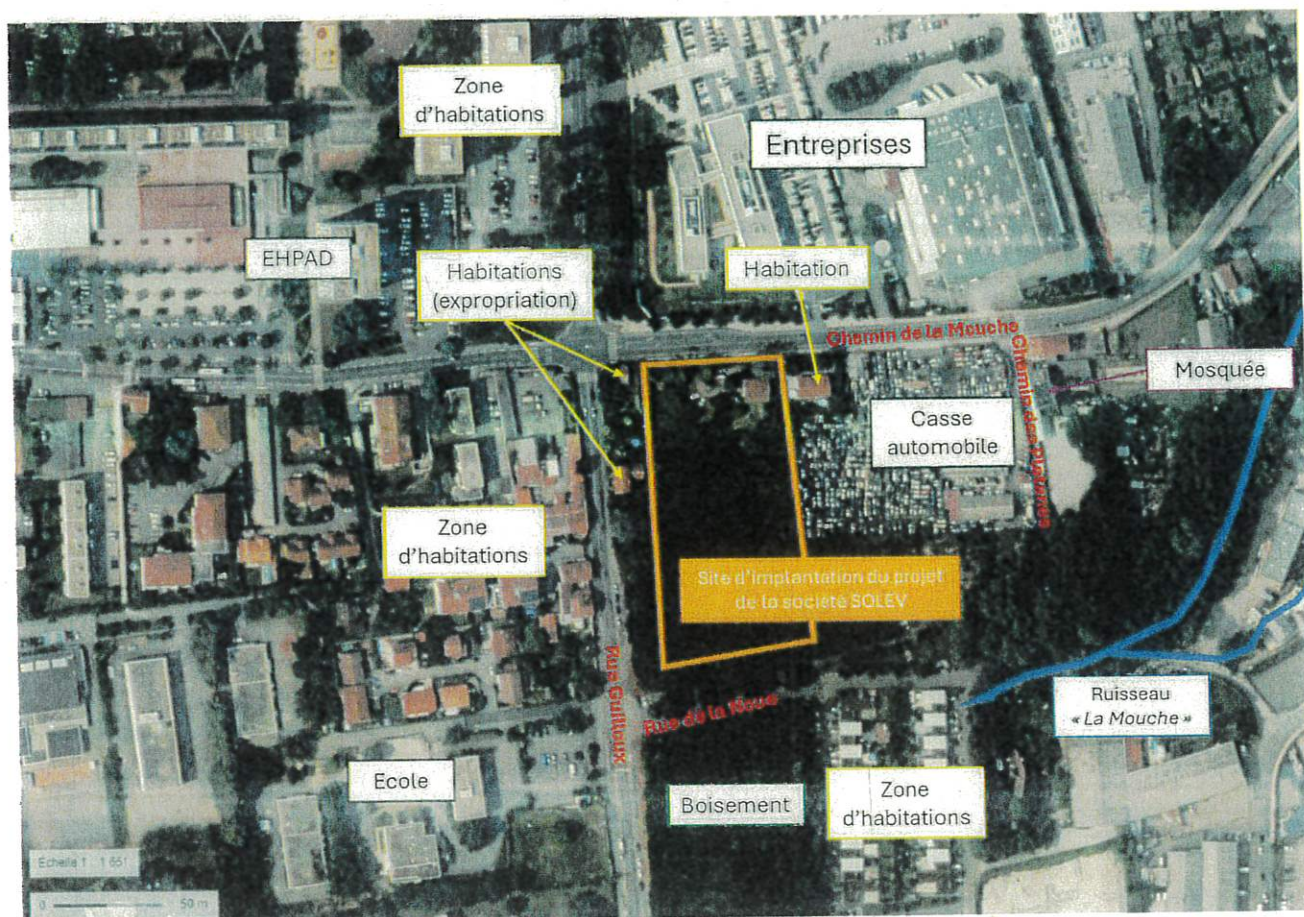 Zone
d'habitations
Entreprises
EHPAD
Habitations
(expropriation)
Habitation
Chemin de la Mouche
Chemin des Platanes
Mosquée
Casse
automobile
Zone
d'habitations
Site d'implantation du projet
de la société SOLEV
Rue Guilloux
Rue de la Noue
Ruisseau
« La Mouche »
Ecole
Boisement
Zone
d'habitations
Echelle 1 : 1 651
0 50 m